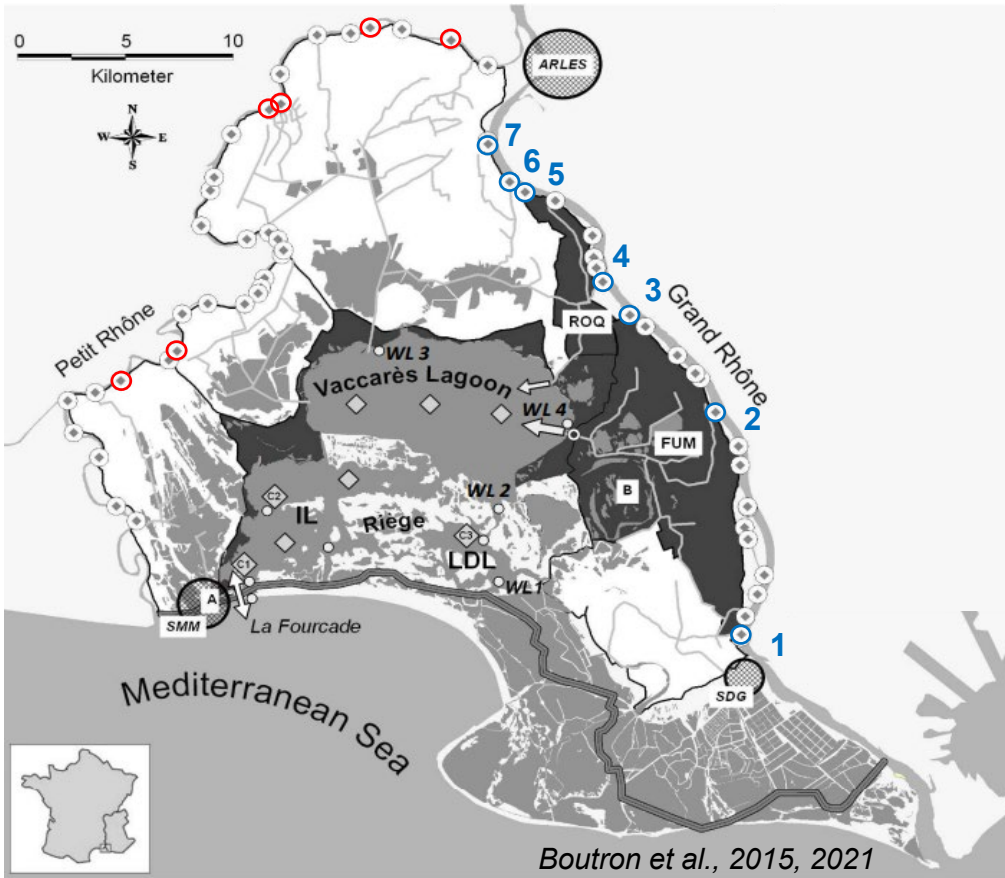 0 5 10
Kilometer
N
W E
S
ARLES
7
6
5
4
3
Grand Rhône
ROQ
Petit Rhône
WL 3
Vaccarès Lagoon
WL 4
2
FUM
B
WL 2
C2
IL
Riège
C3
LDL
C1
WL1
A
SMM
La Fourcade
1
SDG
Mediterranean Sea
Boutron et al., 2015, 2021